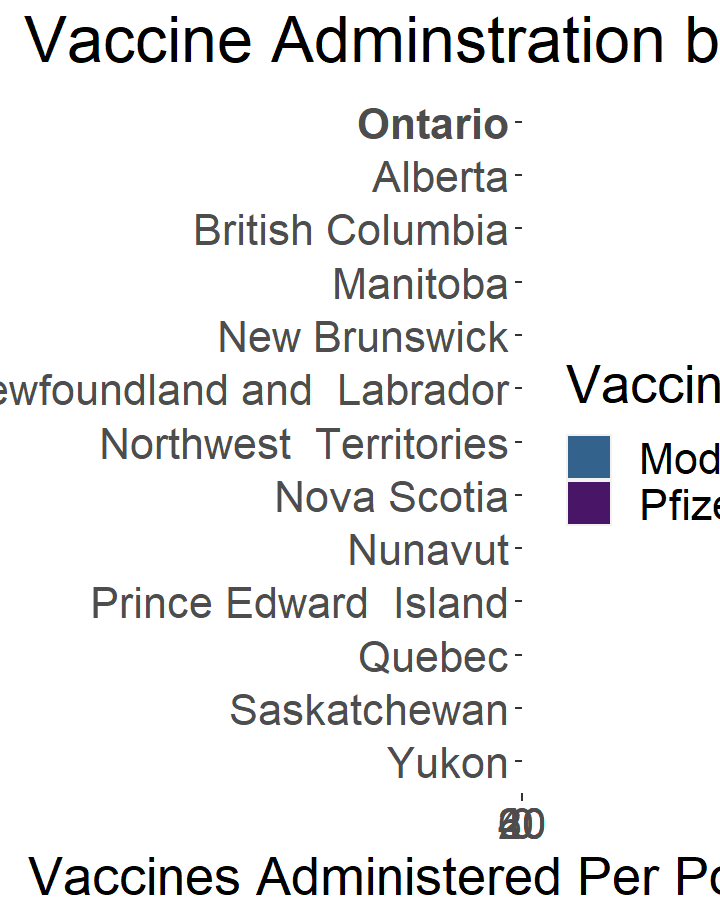 Vaccine Adminstration b
Ontario
Alberta
British Columbia
Manitoba
New Brunswick
ewfoundland and  Labrador
Northwest  Territories
Nova Scotia
Nunavut
Prince Edward  Island
Quebec
Saskatchewan
Yukon
Vaccin
Mod
Pfize
Vaccines Administered Per Po